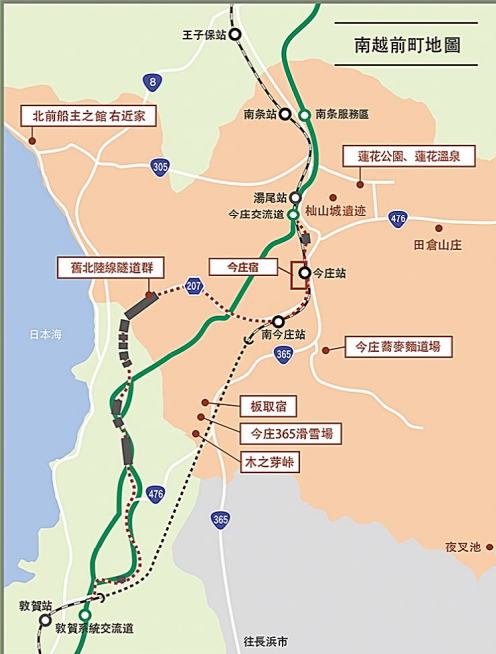 南越前町地圖
王子保站
8
北前船主之館右近家
南条站
南条服務區
305
蓮花公園、蓮花溫泉
湯尾站
杣山城遺迹
今庄交流道
476
田倉山庄
舊北陸線隧道群
今庄宿
今庄站
207
日本海
南今庄站
365
今庄蕎麥麵道場
板取宿
今庄365滑雪場
木之芽峠
476
365
夜叉池
敦賀站
敦賀系統交流道
往長浜市